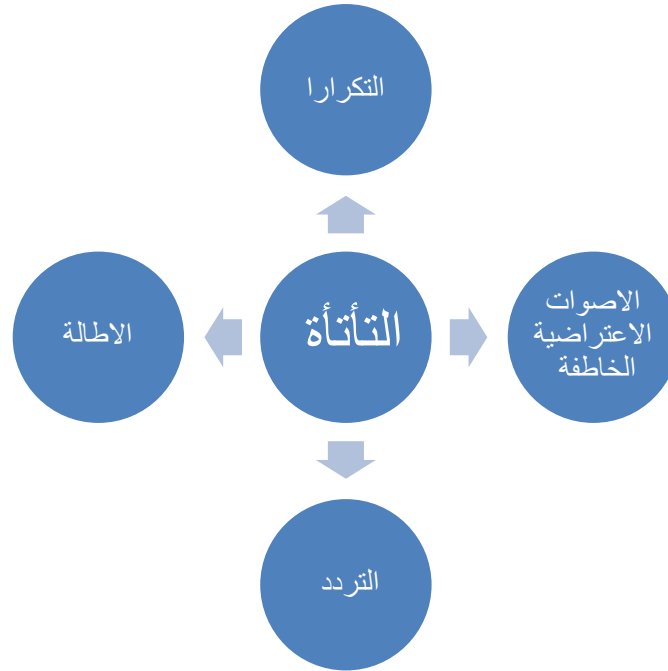 التكرارا
الاصوات
الاعتراضية
الخاطفة
التأتأة
الاطالة
التردد